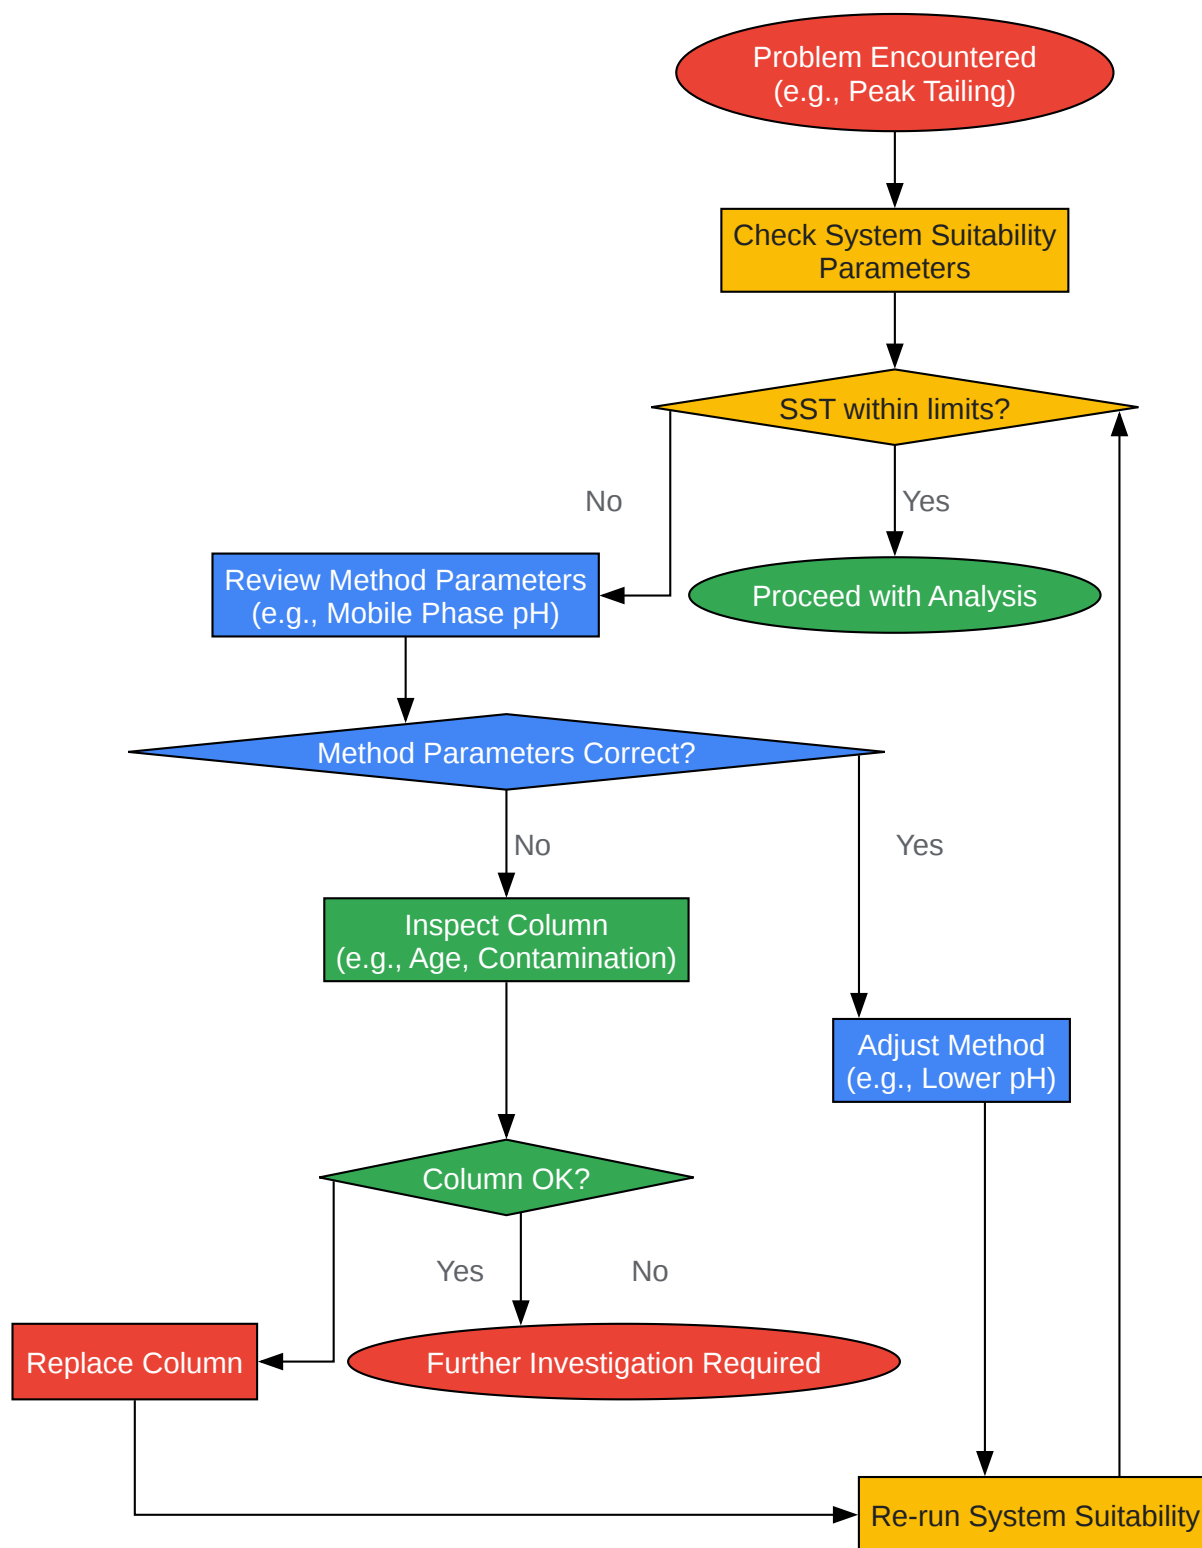 Problem Encountered
(e.g., Peak Tailing)
Check System Suitability
Parameters
SST within limits?
No
Yes
Review Method Parameters
(e.g., Mobile Phase pH)
Proceed with Analysis
Method Parameters Correct?
No
Yes
Inspect Column
(e.g., Age, Contamination)
Adjust Method
(e.g., Lower pH)
Column OK?
Yes
No
Replace Column
Further Investigation Required
Re-run System Suitability